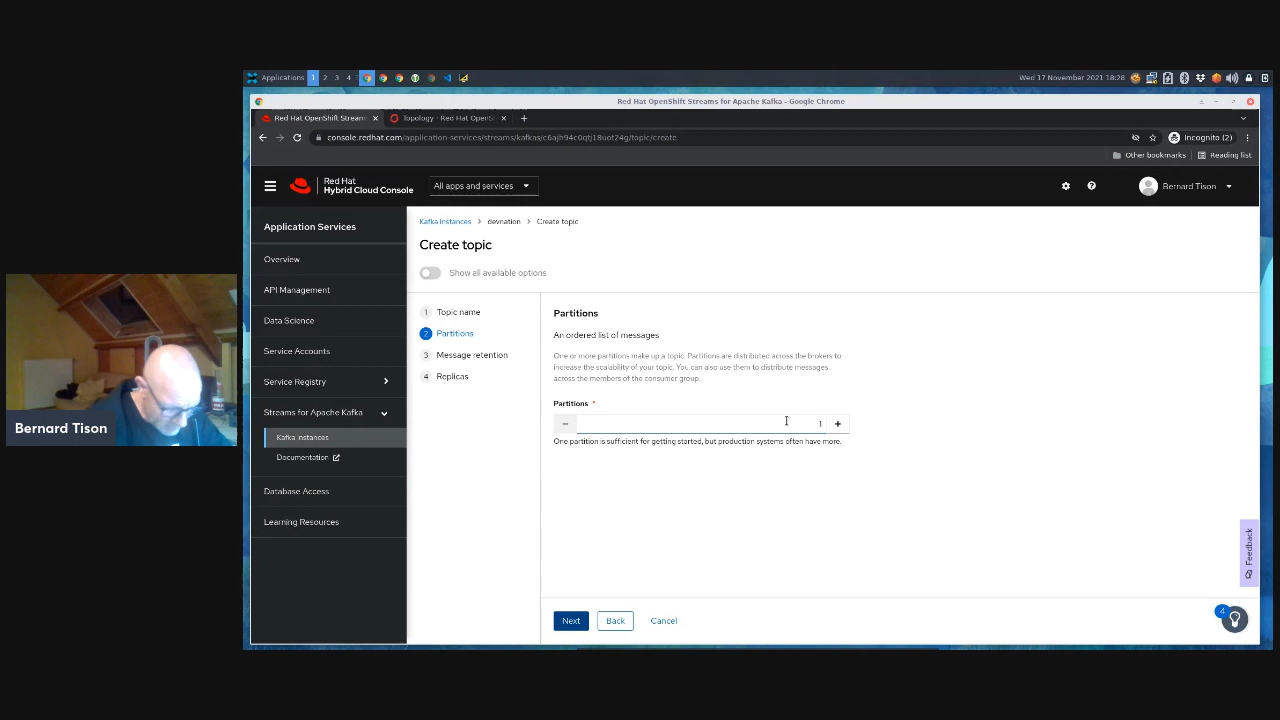 Applications
1 2 3 4
Wed 17 November 2021 18:28
Red Hat OpenShift Streams for Apache Kafka - Google Chrome
Red Hat OpenShift Streams
Topology · Red Hat OpenSh
console.redhat.com/application-services/streams/kafkas/c6ajh94c0qtj18uot24g/topic/create
Incognito (2)
Other bookmarks
Reading list
Red Hat
Hybrid Cloud Console
All apps and services
Bernard Tison
Application Services
Overview
API Management
Data Science
Service Accounts
Service Registry
Streams for Apache Kafka
Kafka Instances
Documentation
Database Access
Learning Resources
Kafka Instances > devnation > Create topic
Create topic
Show all available options
1 Topic name
2 Partitions
3 Message retention
4 Replicas
Partitions
An ordered list of messages
One or more partitions make up a topic. Partitions are distributed across the brokers to
increase the scalability of your topic. You can also use them to distribute messages
across the members of the consumer group.
Partitions *
1
One partition is sufficient for getting started, but production systems often have more.
Next
Back
Cancel
Feedback
4
Bernard Tison